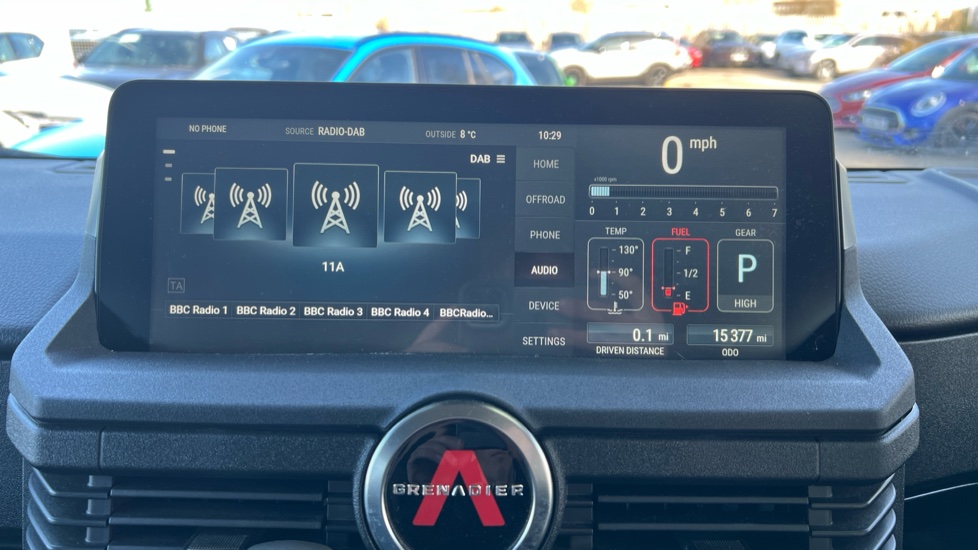 NO PHONE SOURCE RADIO-DAB OUTSIDE 8 °C 10:29
DAB
11A
TA
BBC Radio 1 BBC Radio 2 BBC Radio 3 BBC Radio 4 BBCRadio...
HOME
OFFROAD
PHONE
AUDIO
DEVICE
SETTINGS
0 mph
x1000 rpm
0 1 2 3 4 5 6 7
TEMP FUEL GEAR
130° F
90° 1/2 P
50° E HIGH
0.1 mi 15377 mi
DRIVEN DISTANCE ODO
GRENADIER